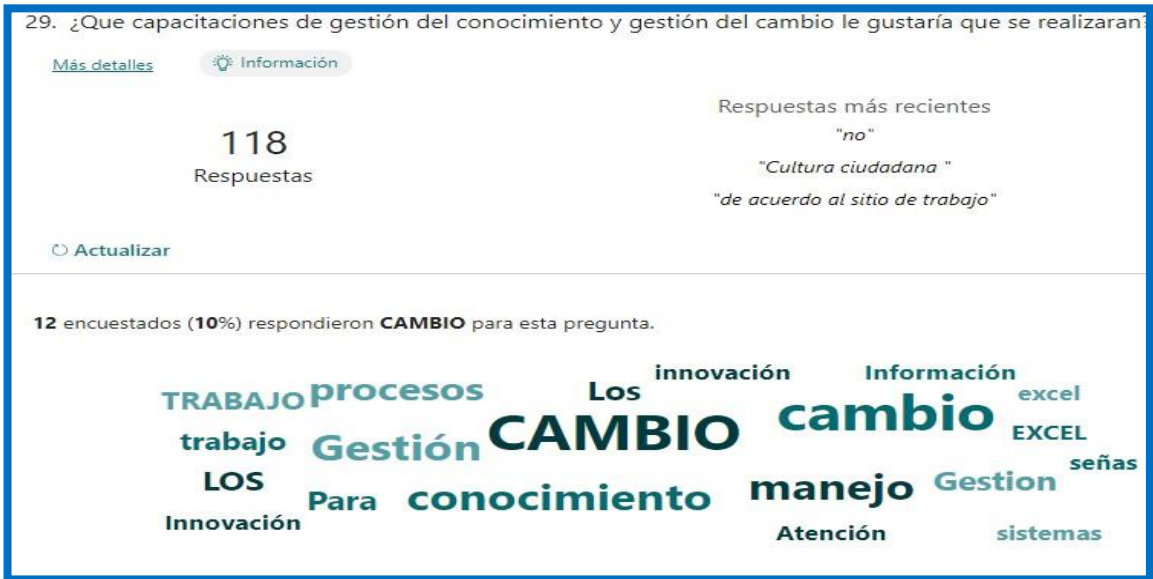 29. ¿Que capacitaciones de gestión del conocimiento y gestión del cambio le gustaría que se realizaran?
Más detalles
Información
118
Respuestas
Respuestas más recientes
"no"
"Cultura ciudadana "
"de acuerdo al sitio de trabajo"
Actualizar
12 encuestados (10%) respondieron CAMBIO para esta pregunta.
innovación Información
TRABAJO procesos Los cambio excel
trabajo Gestión CAMBIO EXCEL
señas
LOS Para conocimiento manejo Gestion
Innovación Atención sistemas